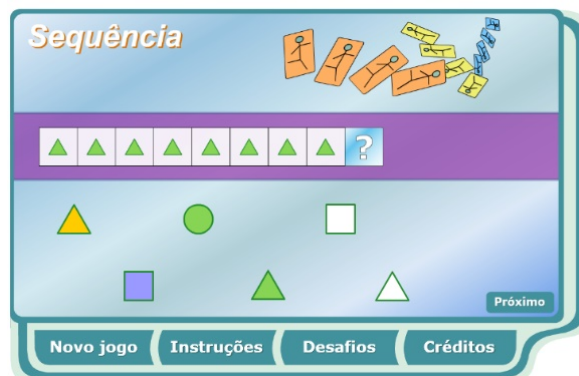 Sequência
?
Próximo
Novo jogo
Instruções
Desafios
Créditos